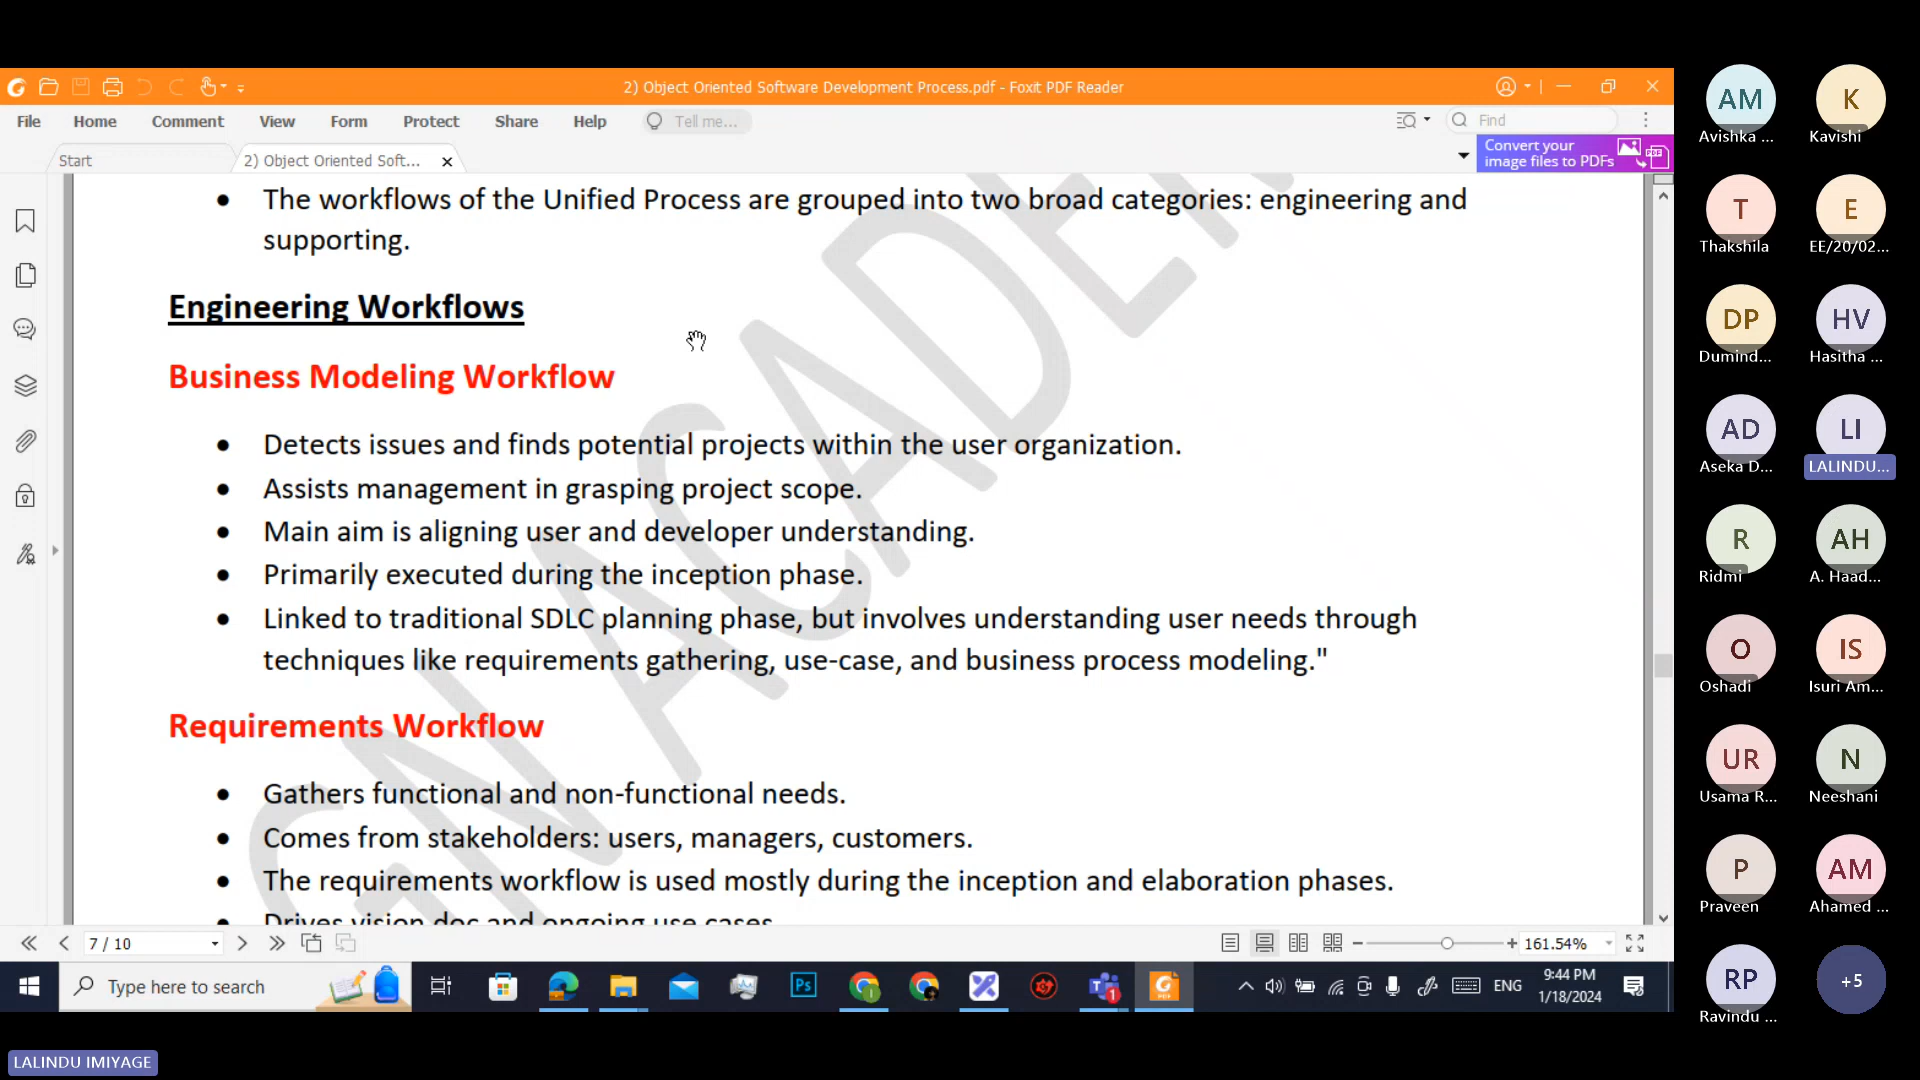 2) Object Oriented Software Development Process.pdf - Foxit PDF Reader
File Home Comment View Form Protect Share Help Tell me... Find
Start 2) Object Oriented Soft...
Convert your
image files to PDFs
• The workflows of the Unified Process are grouped into two broad categories: engineering and
supporting.
Engineering Workflows
Business Modeling Workflow
• Detects issues and finds potential projects within the user organization.
• Assists management in grasping project scope.
• Main aim is aligning user and developer understanding.
• Primarily executed during the inception phase.
• Linked to traditional SDLC planning phase, but involves understanding user needs through
techniques like requirements gathering, use-case, and business process modeling."
Requirements Workflow
• Gathers functional and non-functional needs.
• Comes from stakeholders: users, managers, customers.
• The requirements workflow is used mostly during the inception and elaboration phases.
• Drives vision doc and ongoing use cases
7 / 10
161.54%
Type here to search
Ps
1
ENG
9:44 PM
1/18/2024
LALINDU IMIYAGE
AM K
Avishka ... Kavishi
T E
Thakshila EE/20/02...
DP HV
Dumind... Hasitha ...
AD LI
Aseka D... LALINDU...
R AH
Ridmi A. Haad...
O IS
Oshadi Isuri Am...
UR N
Usama R... Neeshani
P AM
Praveen Ahamed ...
RP +5
Ravindu ...